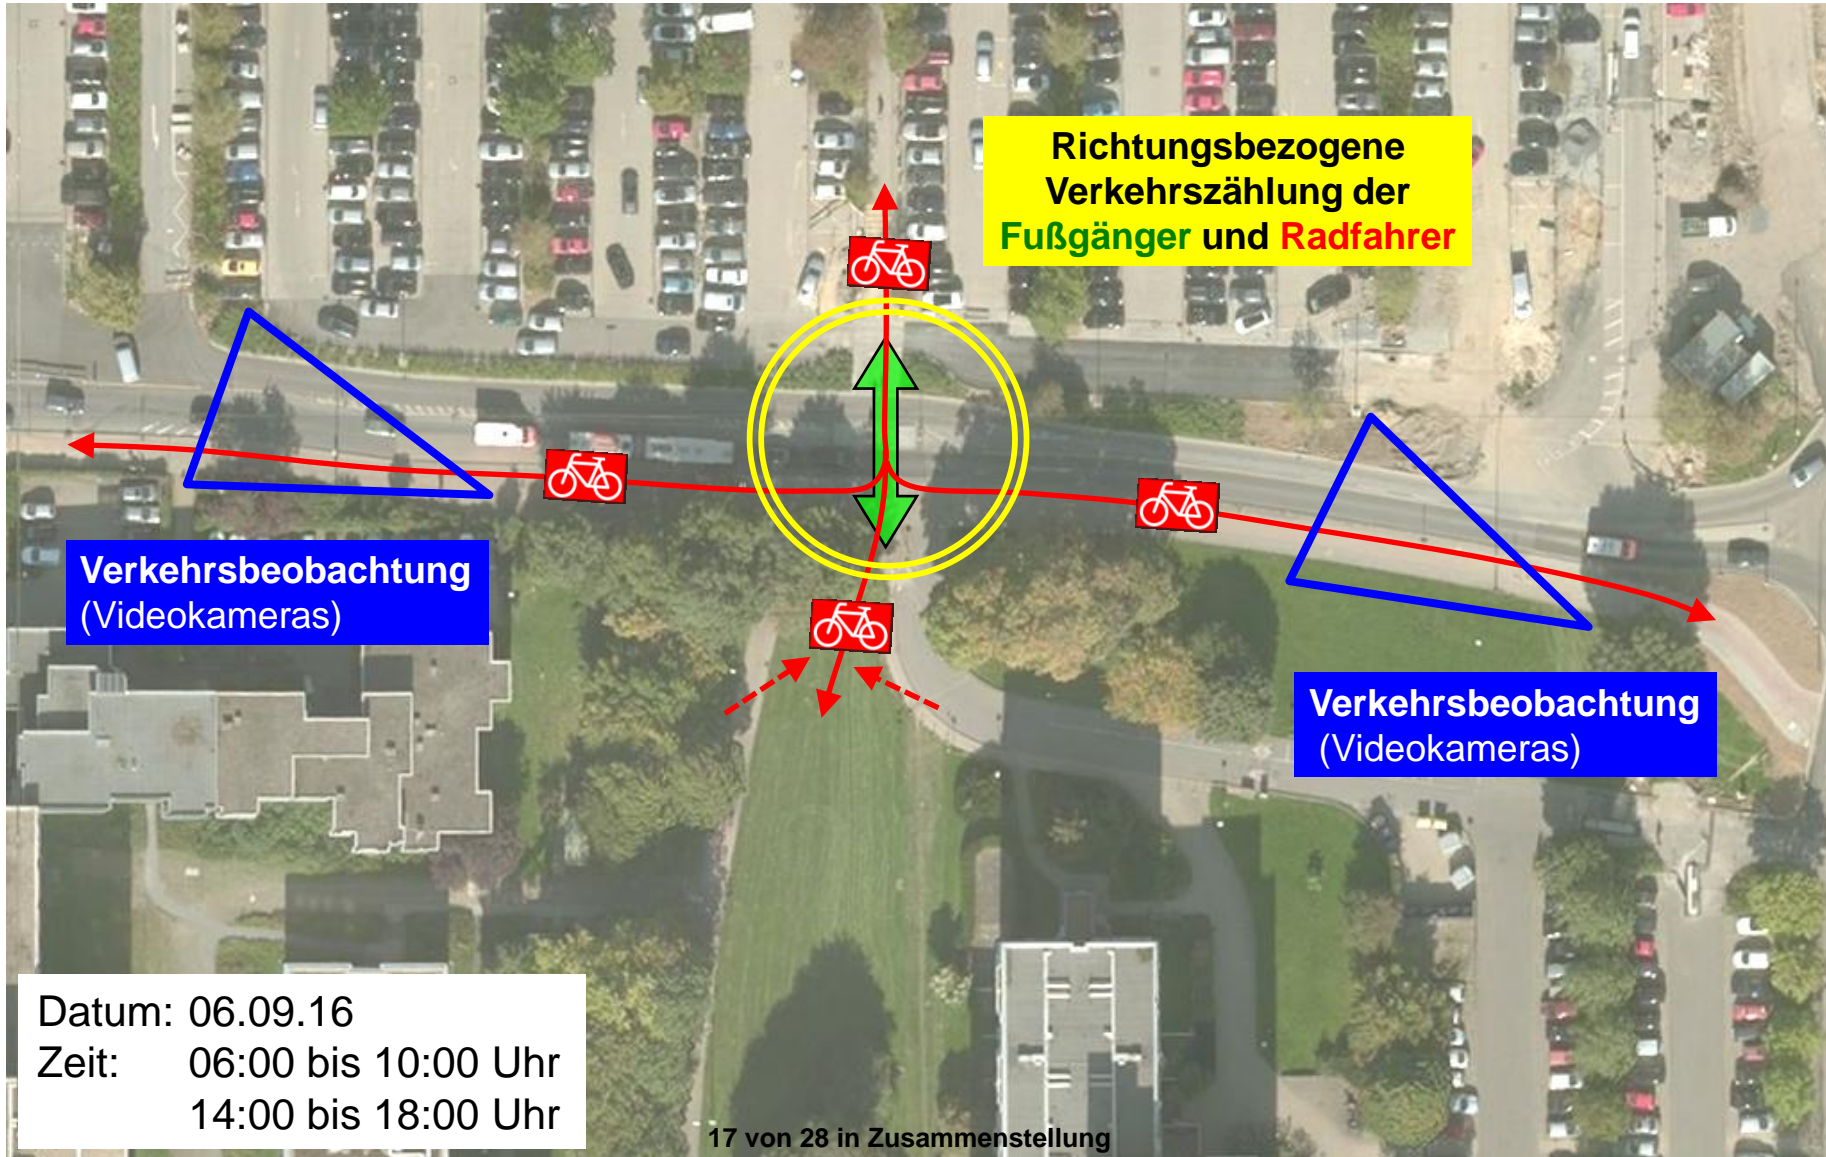 Richtungsbezogene
Verkehrszählung der
Fußgänger und Radfahrer
Verkehrsbeobachtung
(Videokameras)
Verkehrsbeobachtung
(Videokameras)
Datum: 06.09.16
Zeit: 06:00 bis 10:00 Uhr
14:00 bis 18:00 Uhr
17 von 28 in Zusammenstellung